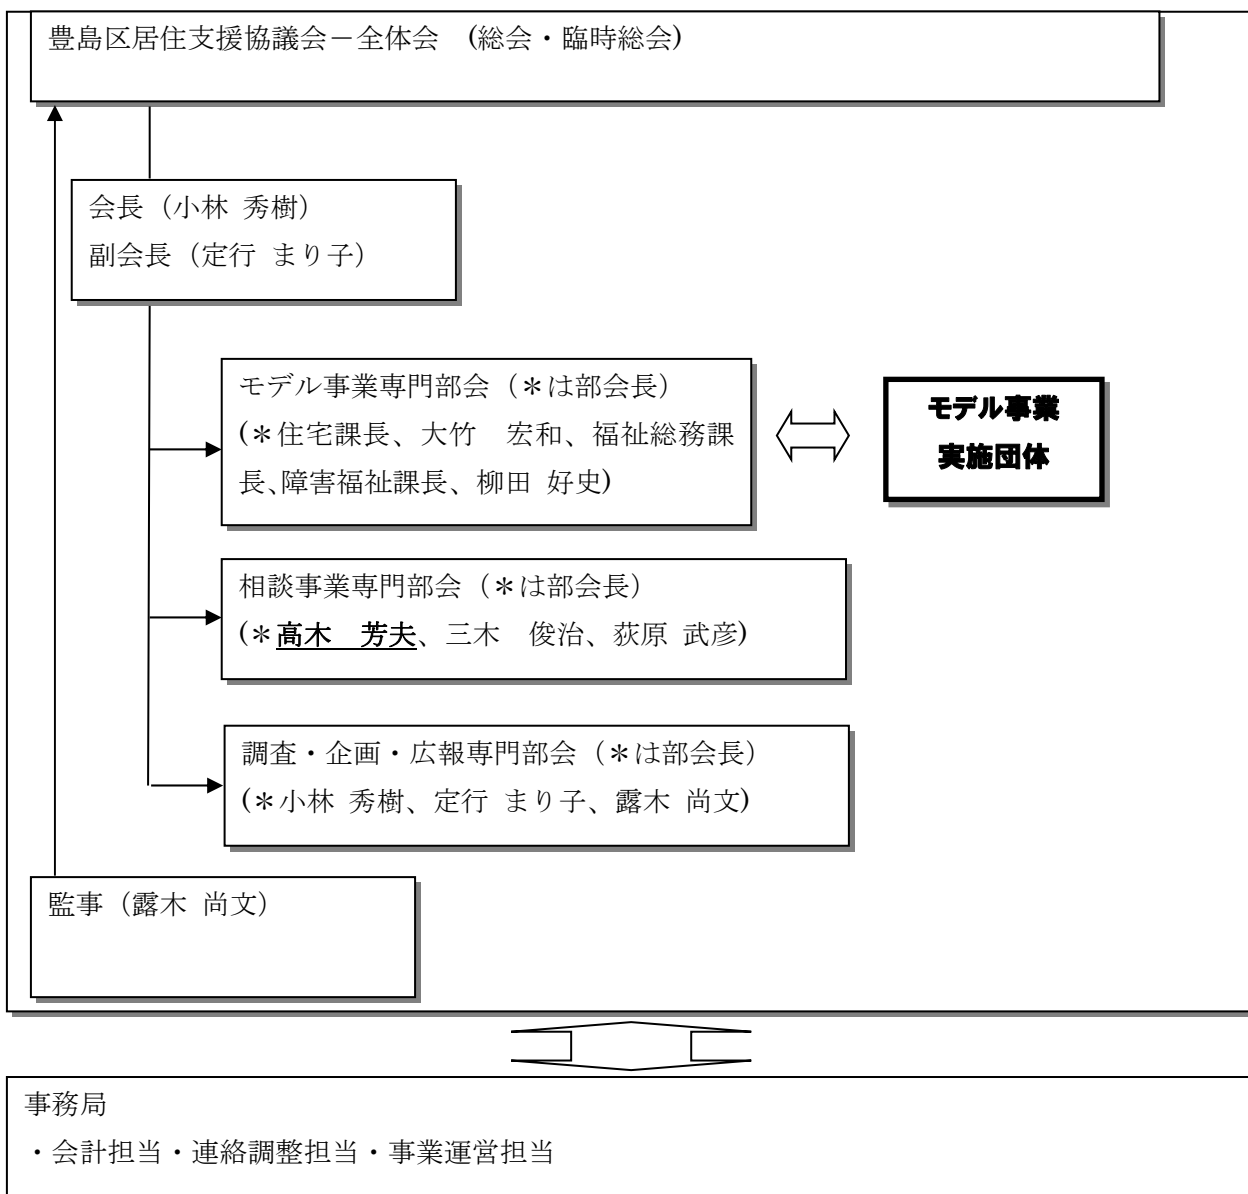 豊島区居住支援協議会－全体会　(総会・臨時総会)
会長（小林 秀樹）
副会長（定行 まり子）
モデル事業専門部会（＊は部会長）
(＊住宅課長、大竹　宏和、福祉総務課
長、障害福祉課長、柳田 好史)
モデル事業
実施団体
相談事業専門部会（＊は部会長）
(＊高木　芳夫、三木　俊治、荻原 武彦)
調査・企画・広報専門部会（＊は部会長）
(＊小林 秀樹、定行 まり子、露木 尚文)
監事（露木 尚文）
事務局
・会計担当・連絡調整担当・事業運営担当